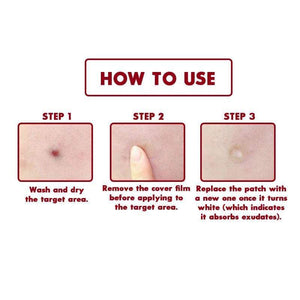 HOW TO USE
STEP 1
Wash and dry
the target area.
STEP 2
Remove the cover film
before applying to
the target area.
STEP 3
Replace the patch with
a new one once it turns
white (which indicates
it absorbs exudates).